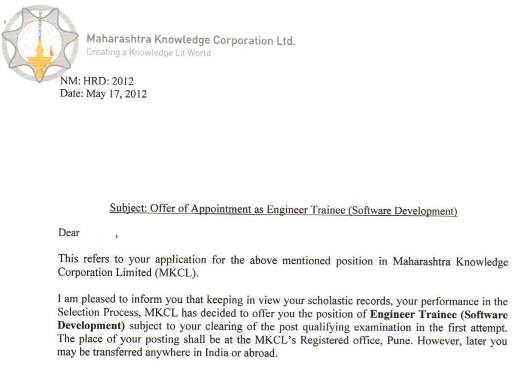 Maharashtra Knowledge Corporation Ltd.
Creating a Knowledge Lit World
NM: HRD: 2012
Date: May 17, 2012
Subject: Offer of Appointment as Engineer Trainee (Software Development)
Dear ,
This refers to your application for the above mentioned position in Maharashtra Knowledge
Corporation Limited (MKCL).
I am pleased to inform you that keeping in view your scholastic records, your performance in the
Selection Process, MKCL has decided to offer you the position of Engineer Trainee (Software
Development) subject to your clearing of the post qualifying examination in the first attempt.
The place of your posting shall be at the MKCL's Registered office, Pune. However, later you
may be transferred anywhere in India or abroad.